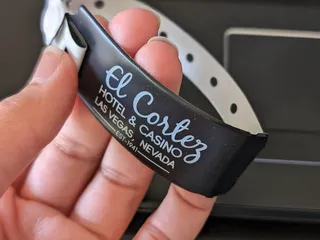 El Cortez
HOTEL & CASINO
LAS VEGAS, NEVADA
EST. 1941